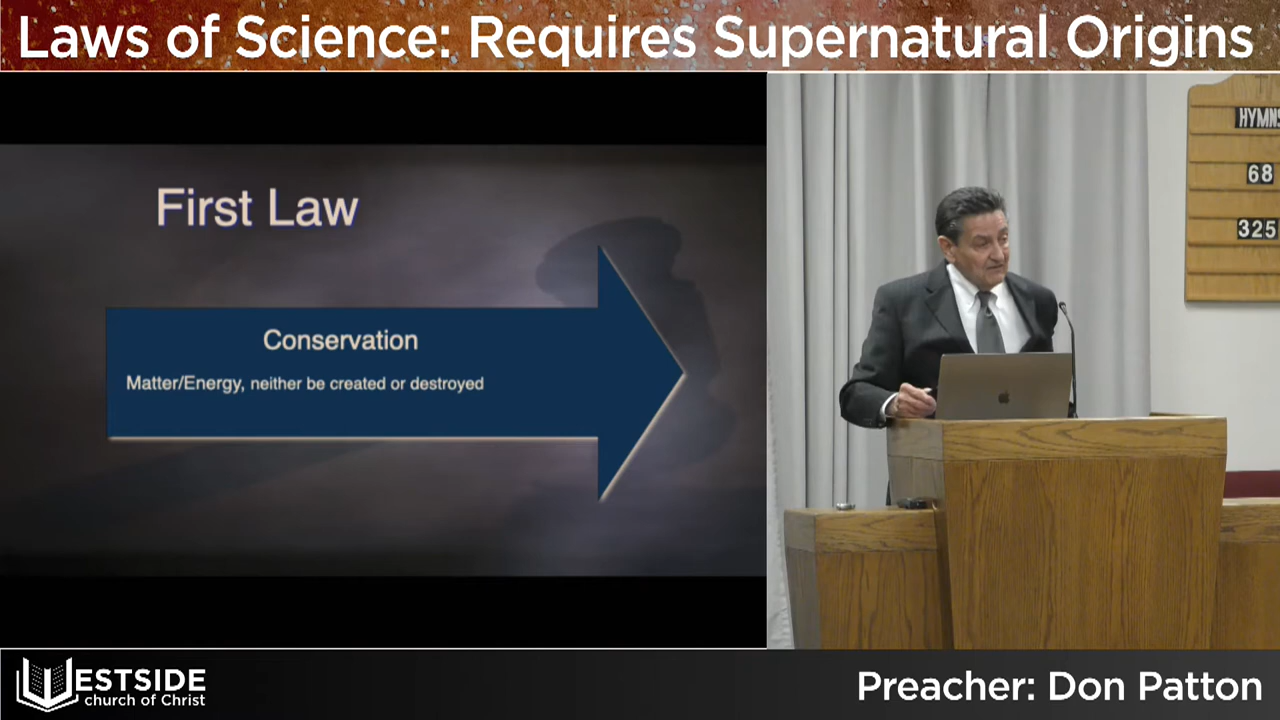 Laws of Science: Requires Supernatural Origins
First Law
Conservation
Matter/Energy, neither be created or destroyed
HYMNS
68
325
WESTSIDE
church of Christ
Preacher: Don Patton